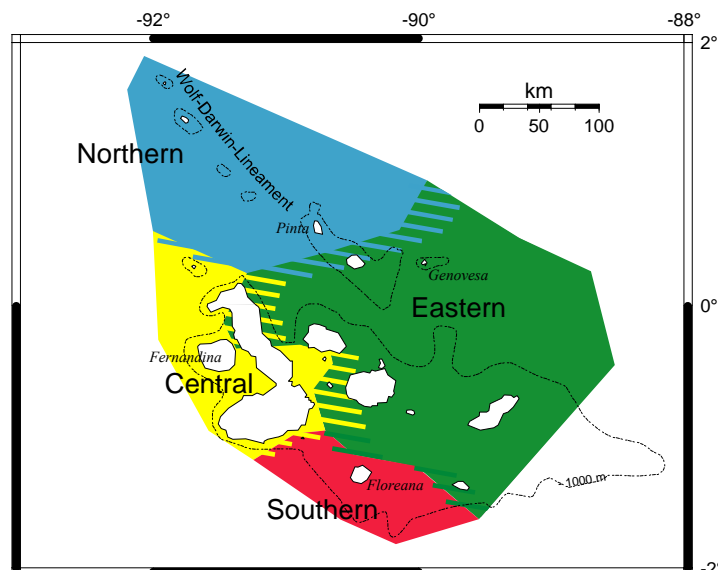 -92°
-90°
-88°
2°
km
0
50
100
Wolf-Darwin-Lineament
Northern
Pinta
Genovesa
Eastern
0°
Fernandina
Central
Floreana
1000 m
Southern
-2°